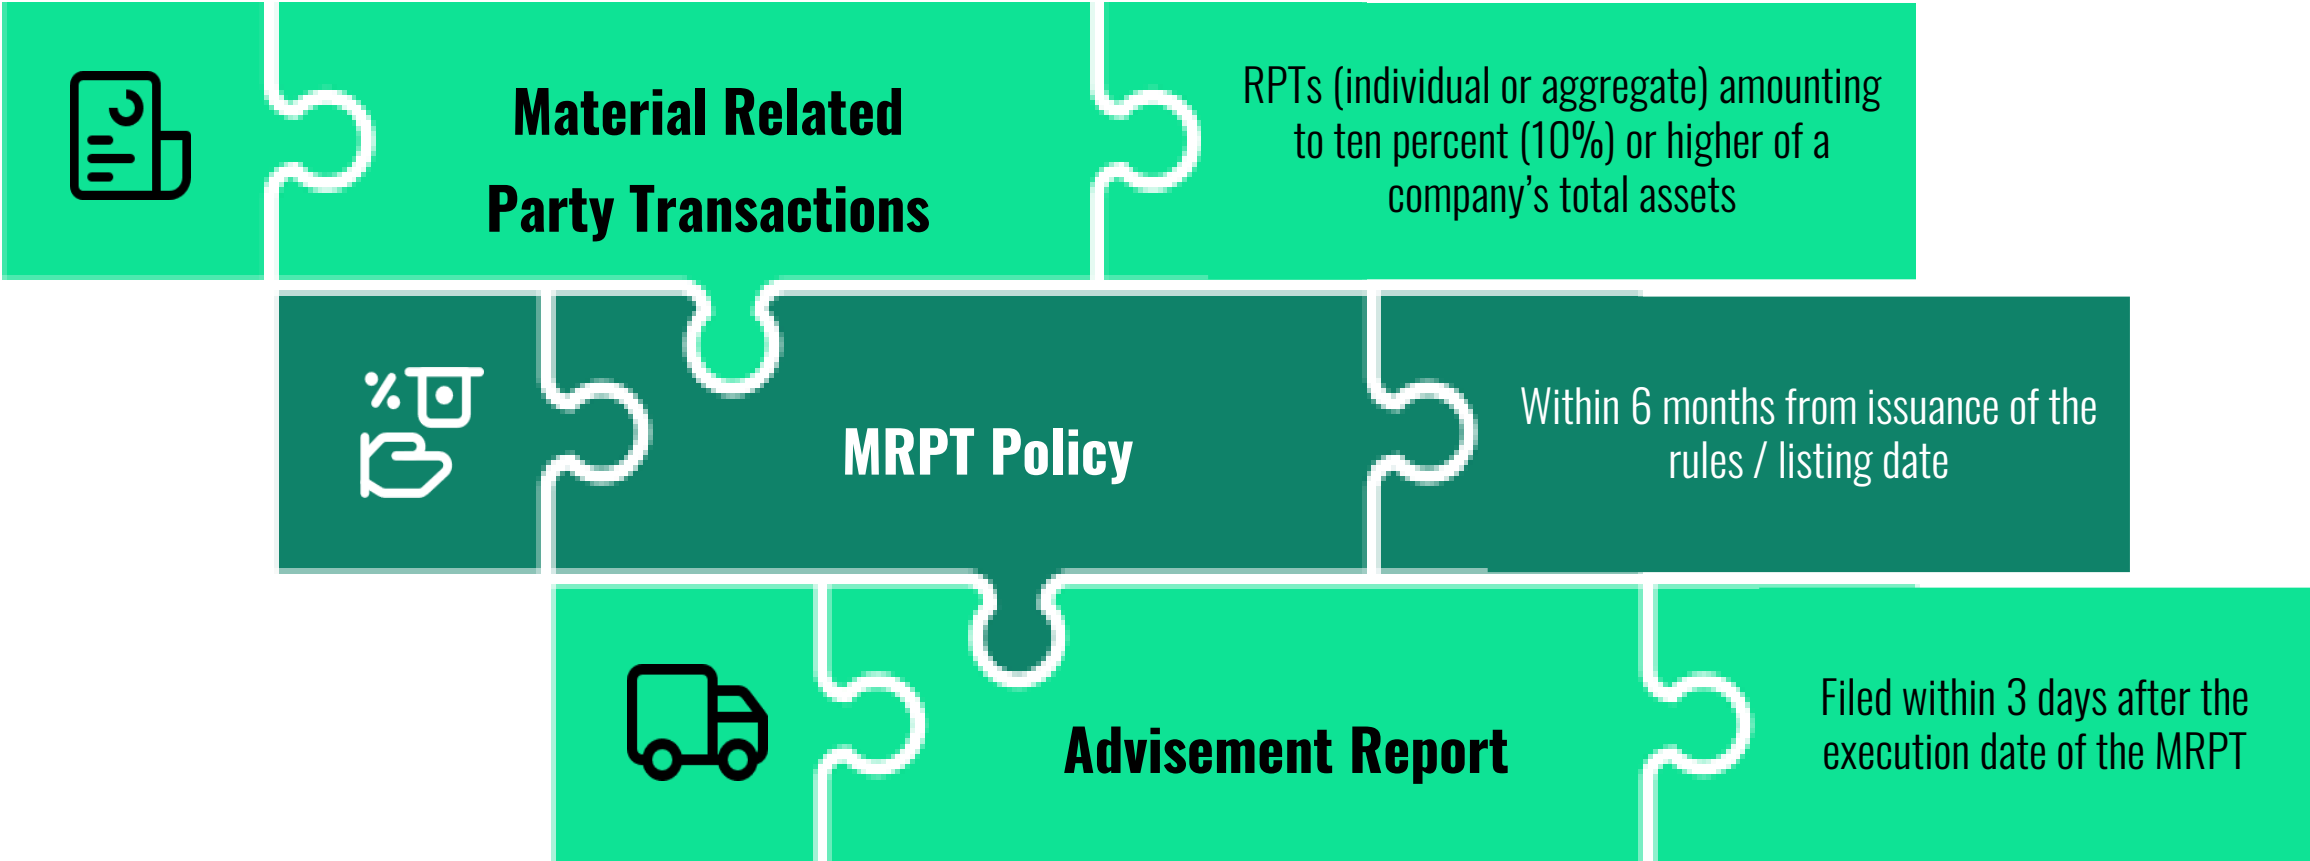 Material Related
Party Transactions
RPTs (individual or aggregate) amounting
to ten percent (10%) or higher of a
company’s total assets
MRPT Policy
Within 6 months from issuance of the
rules / listing date
Advisement Report
Filed within 3 days after the
execution date of the MRPT